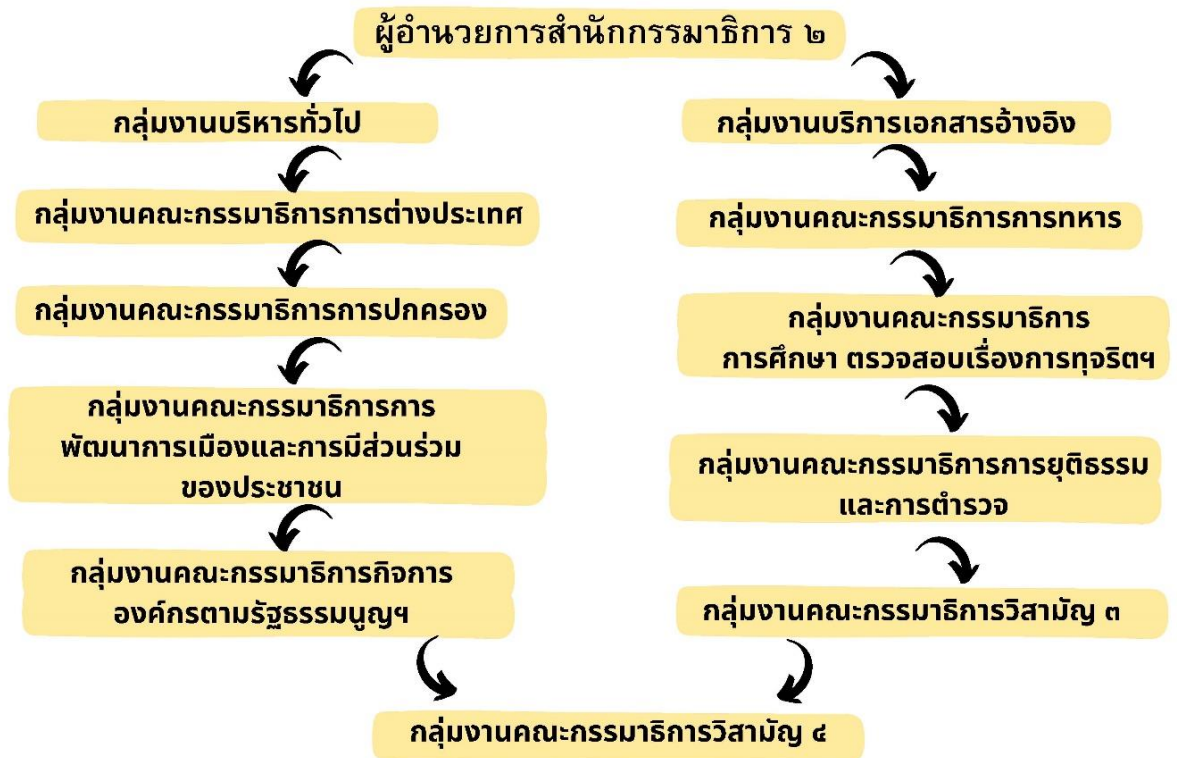 ผู้อำนวยการสำนักกรรมาธิการ ๒
กลุ่มงานบริหารทั่วไป
กลุ่มงานบริการเอกสารอ้างอิง
กลุ่มงานคณะกรรมาธิการการต่างประเทศ
กลุ่มงานคณะกรรมาธิการการทหาร
กลุ่มงานคณะกรรมาธิการการปกครอง
กลุ่มงานคณะกรรมาธิการ
การศึกษา ตรวจสอบเรื่องการทุจริตฯ
กลุ่มงานคณะกรรมาธิการการ
พัฒนาการเมืองและการมีส่วนร่วม
ของประชาชน
กลุ่มงานคณะกรรมาธิการการยุติธรรม
และการตำรวจ
กลุ่มงานคณะกรรมาธิการกิจการ
องค์กรตามรัฐธรรมนูญฯ
กลุ่มงานคณะกรรมาธิการวิสามัญ ๓
กลุ่มงานคณะกรรมาธิการวิสามัญ ๔